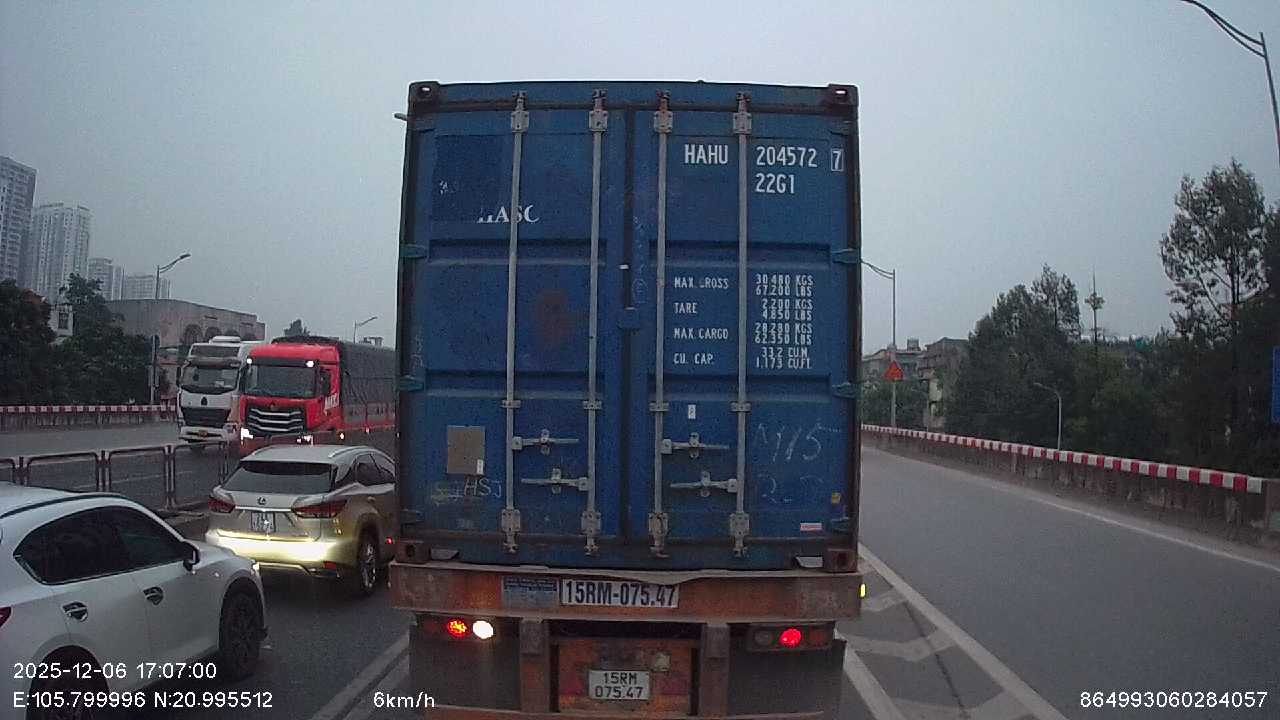 HAHU 204572 7
22G1
HASC
MAX. GROSS 30.480 KGS
67.200 LBS
TARE 2.200 KGS
4.850 LBS
MAX. CARGO 28.280 KGS
62.350 LBS
CU. CAP. 33.2 CU.M.
1.173 CU.FT.
HSJ
15RM-075.47
15RM
075.47
2025-12-06 17:07:00
E:105.799996 N:20.995512
6km/h
864993060284057